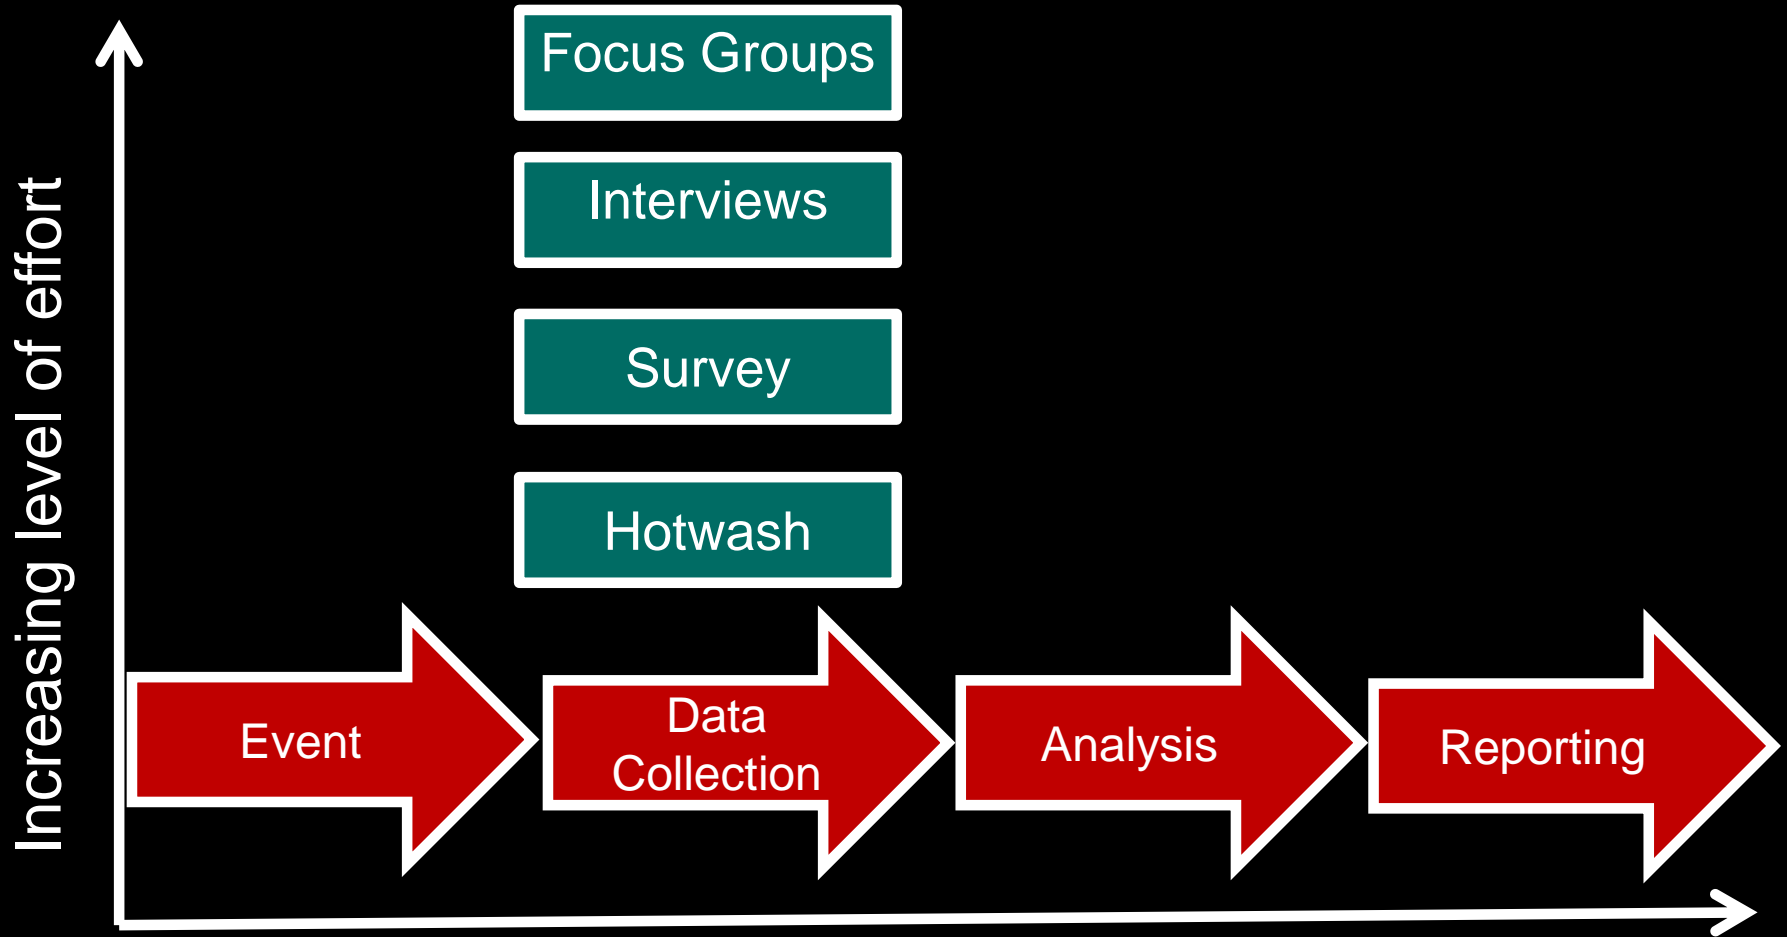 Increasing level of effort
Focus Groups
Interviews
Survey
Hotwash
Event
Data
Collection
Analysis
Reporting